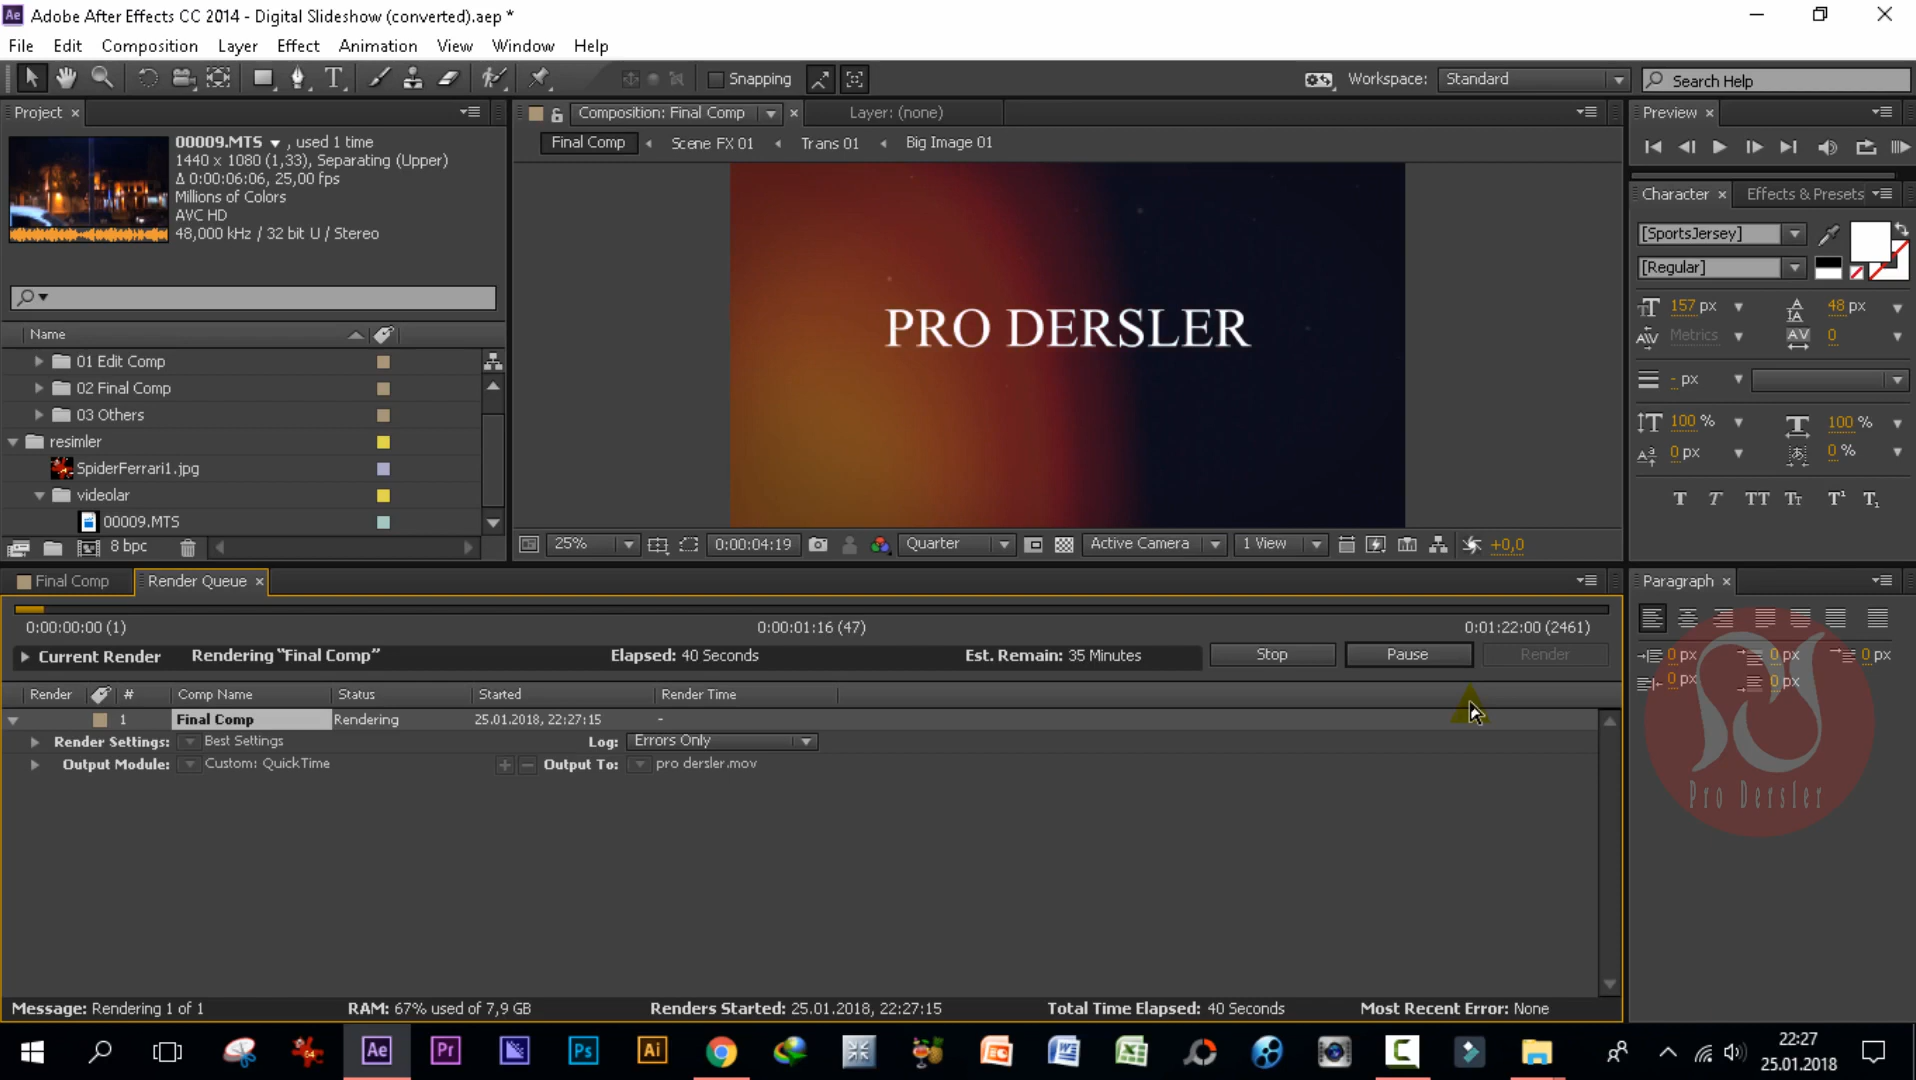 Ae Adobe After Effects CC 2014 - Digital Slideshow (converted).aep *
File Edit Composition Layer Effect Animation View Window Help
Snapping Workspace: Standard Search Help
Project
00009.MTS , used 1 time
1440 x 1080 (1,33), Separating (Upper)
Δ 0:00:06:06, 25,00 fps
Millions of Colors
AVC HD
48,000 kHz / 32 bit U / Stereo
Name
01 Edit Comp
02 Final Comp
03 Others
resimler
SpiderFerrari1.jpg
videolar
00009.MTS
8 bpc
Composition: Final Comp Layer: (none)
Final Comp Scene FX 01 Trans 01 Big Image 01
PRO DERSLER
25% 0:00:04:19 Quarter Active Camera 1 View +0,0
Preview
Character Effects & Presets
[SportsJersey]
[Regular]
157 px 48 px
Metrics 0
- px
100 % 100 %
0 px 0 %
T T TT Tt T¹ T₁
Final Comp Render Queue
0:00:00:00 (1) 0:00:01:16 (47) 0:01:22:00 (2461)
Current Render Rendering "Final Comp" Elapsed: 40 Seconds Est. Remain: 35 Minutes Stop Pause Render
Render # Comp Name Status Started Render Time
1 Final Comp Rendering 25.01.2018, 22:27:15 -
Render Settings: Best Settings Log: Errors Only
Output Module: Custom: QuickTime Output To: pro dersler.mov
Paragraph
0 px 0 px 0 px
0 px 0 px
Pro Dersler
Message: Rendering 1 of 1 RAM: 67% used of 7,9 GB Renders Started: 25.01.2018, 22:27:15 Total Time Elapsed: 40 Seconds Most Recent Error: None
Ae Pr Ps Ai
22:27
25.01.2018